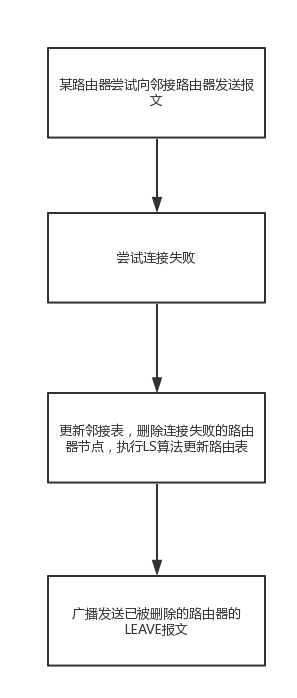 某路由器尝试向邻接路由器发送报
文
尝试连接失败
更新邻接表，删除连接失败的路由
器节点，执行LS算法更新路由表
广播发送已被删除的路由器的
LEAVE报文